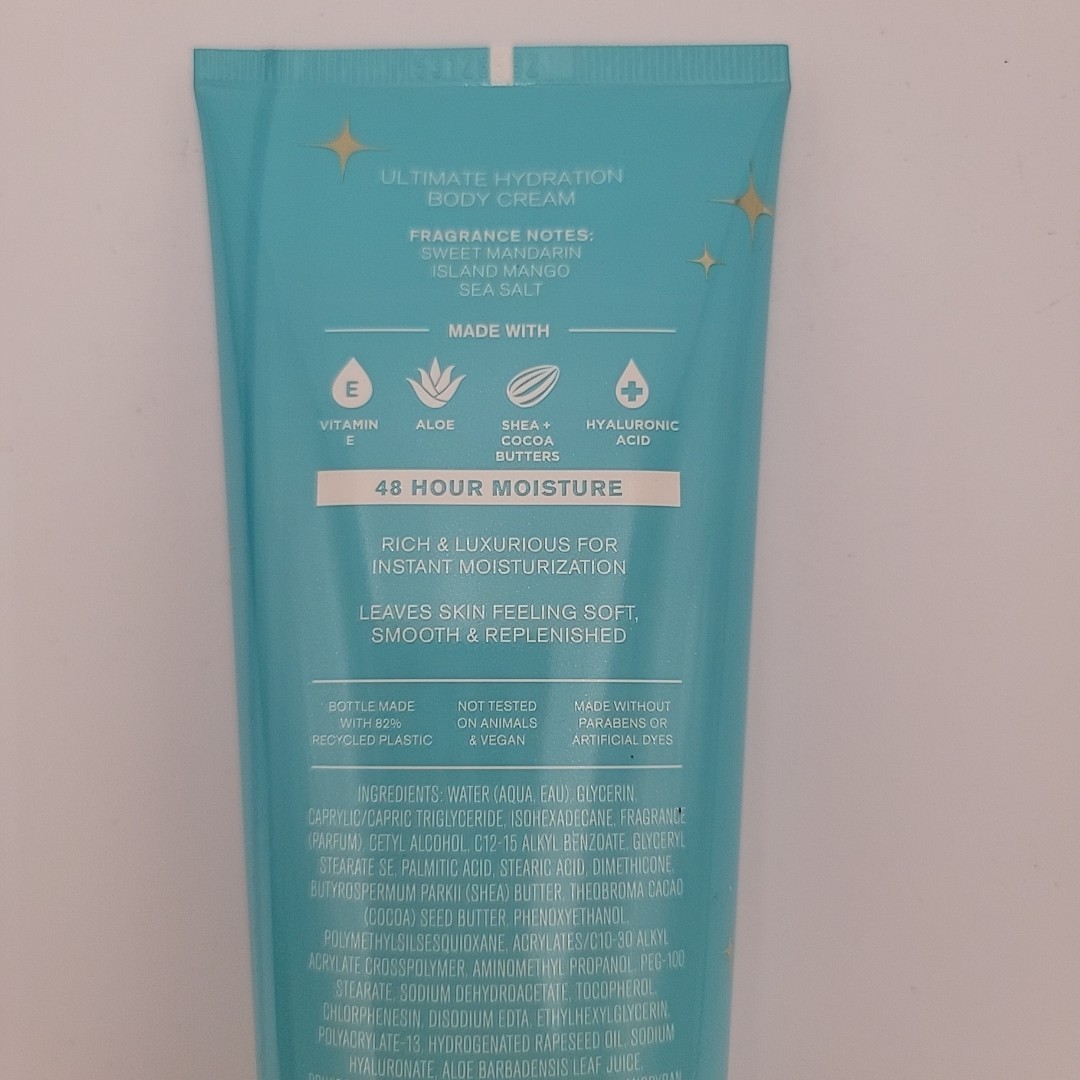 ULTIMATE HYDRATION
BODY CREAM
FRAGRANCE NOTES:
SWEET MANDARIN
ISLAND MANGO
SEA SALT
MADE WITH
E
VITAMIN
E
ALOE
SHEA +
COCOA
BUTTERS
HYALURONIC
ACID
48 HOUR MOISTURE
RICH & LUXURIOUS FOR
INSTANT MOISTURIZATION
LEAVES SKIN FEELING SOFT,
SMOOTH & REPLENISHED
BOTTLE MADE
WITH 82%
RECYCLED PLASTIC
NOT TESTED
ON ANIMALS
& VEGAN
MADE WITHOUT
PARABENS OR
ARTIFICIAL DYES
INGREDIENTS: WATER (AQUA, EAU), GLYCERIN,
CAPRYLIC/CAPRIC TRIGLYCERIDE, ISOHEXADECANE, FRAGRANCE
(PARFUM), CETYL ALCOHOL, C12-15 ALKYL BENZOATE, GLYCERYL
STEARATE SE, PALMITIC ACID, STEARIC ACID, DIMETHICONE,
BUTYROSPERMUM PARKII (SHEA) BUTTER, THEOBROMA CACAO
(COCOA) SEED BUTTER, PHENOXYETHANOL,
POLYMETHYLSILSESQUIOXANE, ACRYLATES/C10-30 ALKYL
ACRYLATE CROSSPOLYMER, AMINOMETHYL PROPANOL, PEG-100
STEARATE, SODIUM DEHYDROACETATE, TOCOPHEROL,
CHLORPHENESIN, DISODIUM EDTA, ETHYLHEXYLGLYCERIN,
POLYACRYLATE-13, HYDROGENATED RAPESEED OIL, SODIUM
HYALURONATE, ALOE BARBADENSIS LEAF JUICE,